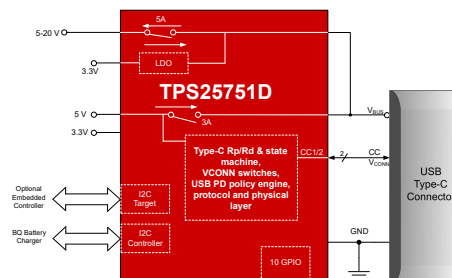 5A
5-20 V
LDO
3.3V
TPS25751D
5 V
3A
3.3V
VBUS
Type-C Rp/Rd & state
machine,
VCONN switches,
USB PD policy engine,
protocol and physical
layer
CC1/2
2
CC
VCONN
USB
Type-C
Connector
Optional
Embedded
Controller
I2C
Target
BQ Battery
Charger
I2C
Controller
GND
10 GPIO